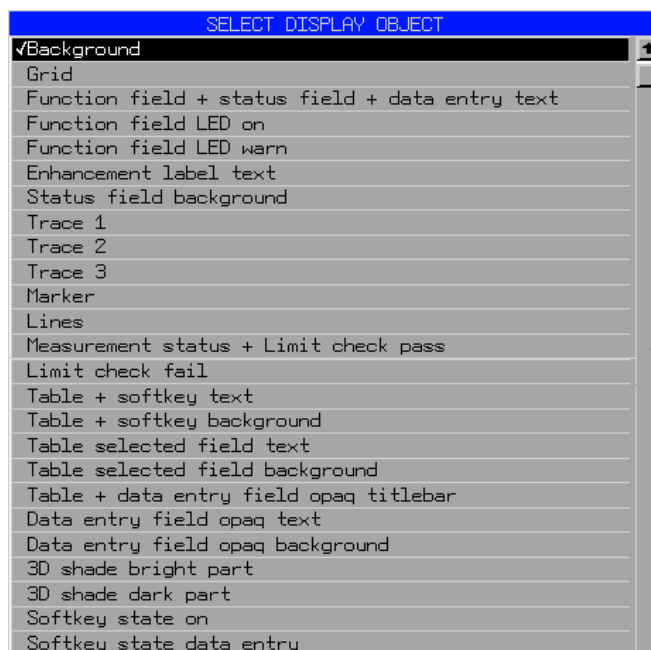 SELECT DISPLAY OBJECT
√Background
Grid
Function field + status field + data entry text
Function field LED on
Function field LED warn
Enhancement label text
Status field background
Trace 1
Trace 2
Trace 3
Marker
Lines
Measurement status + Limit check pass
Limit check fail
Table + softkey text
Table + softkey background
Table selected field text
Table selected field background
Table + data entry field opaq titlebar
Data entry field opaq text
Data entry field opaq background
3D shade bright part
3D shade dark part
Softkey state on
Softkey state data entry